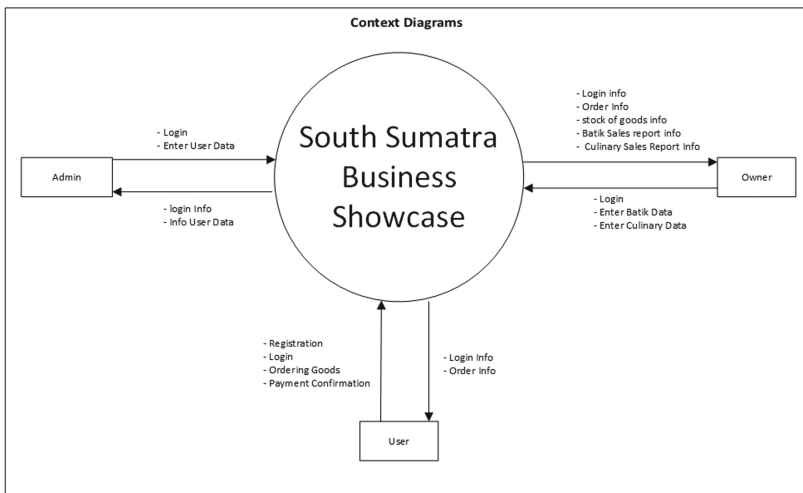 Context Diagrams
- Login
- Enter User Data
Admin
- login Info
- Info User Data
South Sumatra
Business
Showcase
- Login info
- Order Info
- stock of goods info
- Batik Sales report info
- Culinary Sales Report Info
Owner
- Login
- Enter Batik Data
- Enter Culinary Data
- Registration
- Login
- Ordering Goods
- Payment Confirmation
- Login Info
- Order Info
User